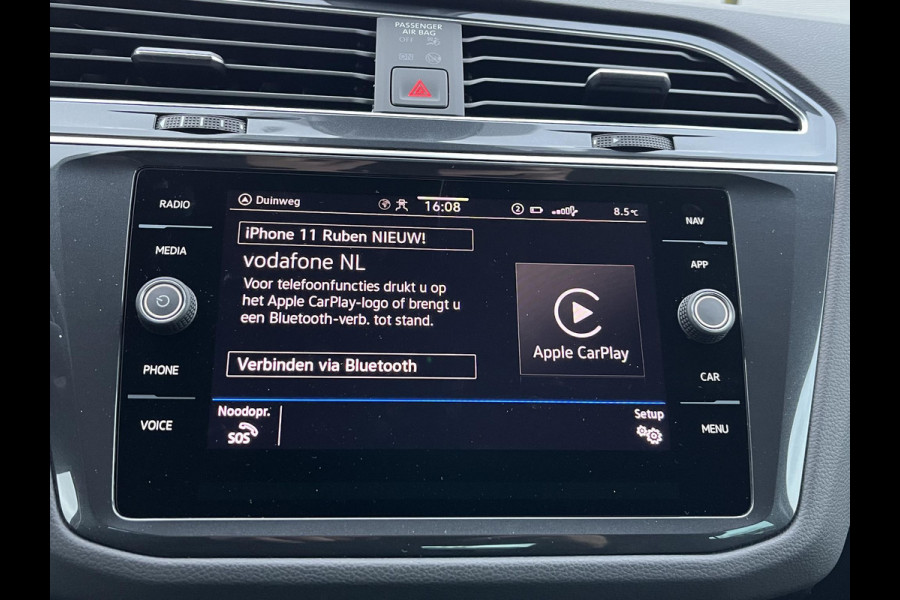 PASSENGER
AIR BAG
RADIO
MEDIA
PHONE
VOICE
Duinweg
16:08
2
8.5℃
iPhone 11 Ruben NIEUW!
vodafone NL
Voor telefoonfuncties drukt u op
het Apple CarPlay-logo of brengt u
een Bluetooth-verb. tot stand.
Apple CarPlay
Verbinden via Bluetooth
Noodopr.
SOS
Setup
NAV
APP
CAR
MENU